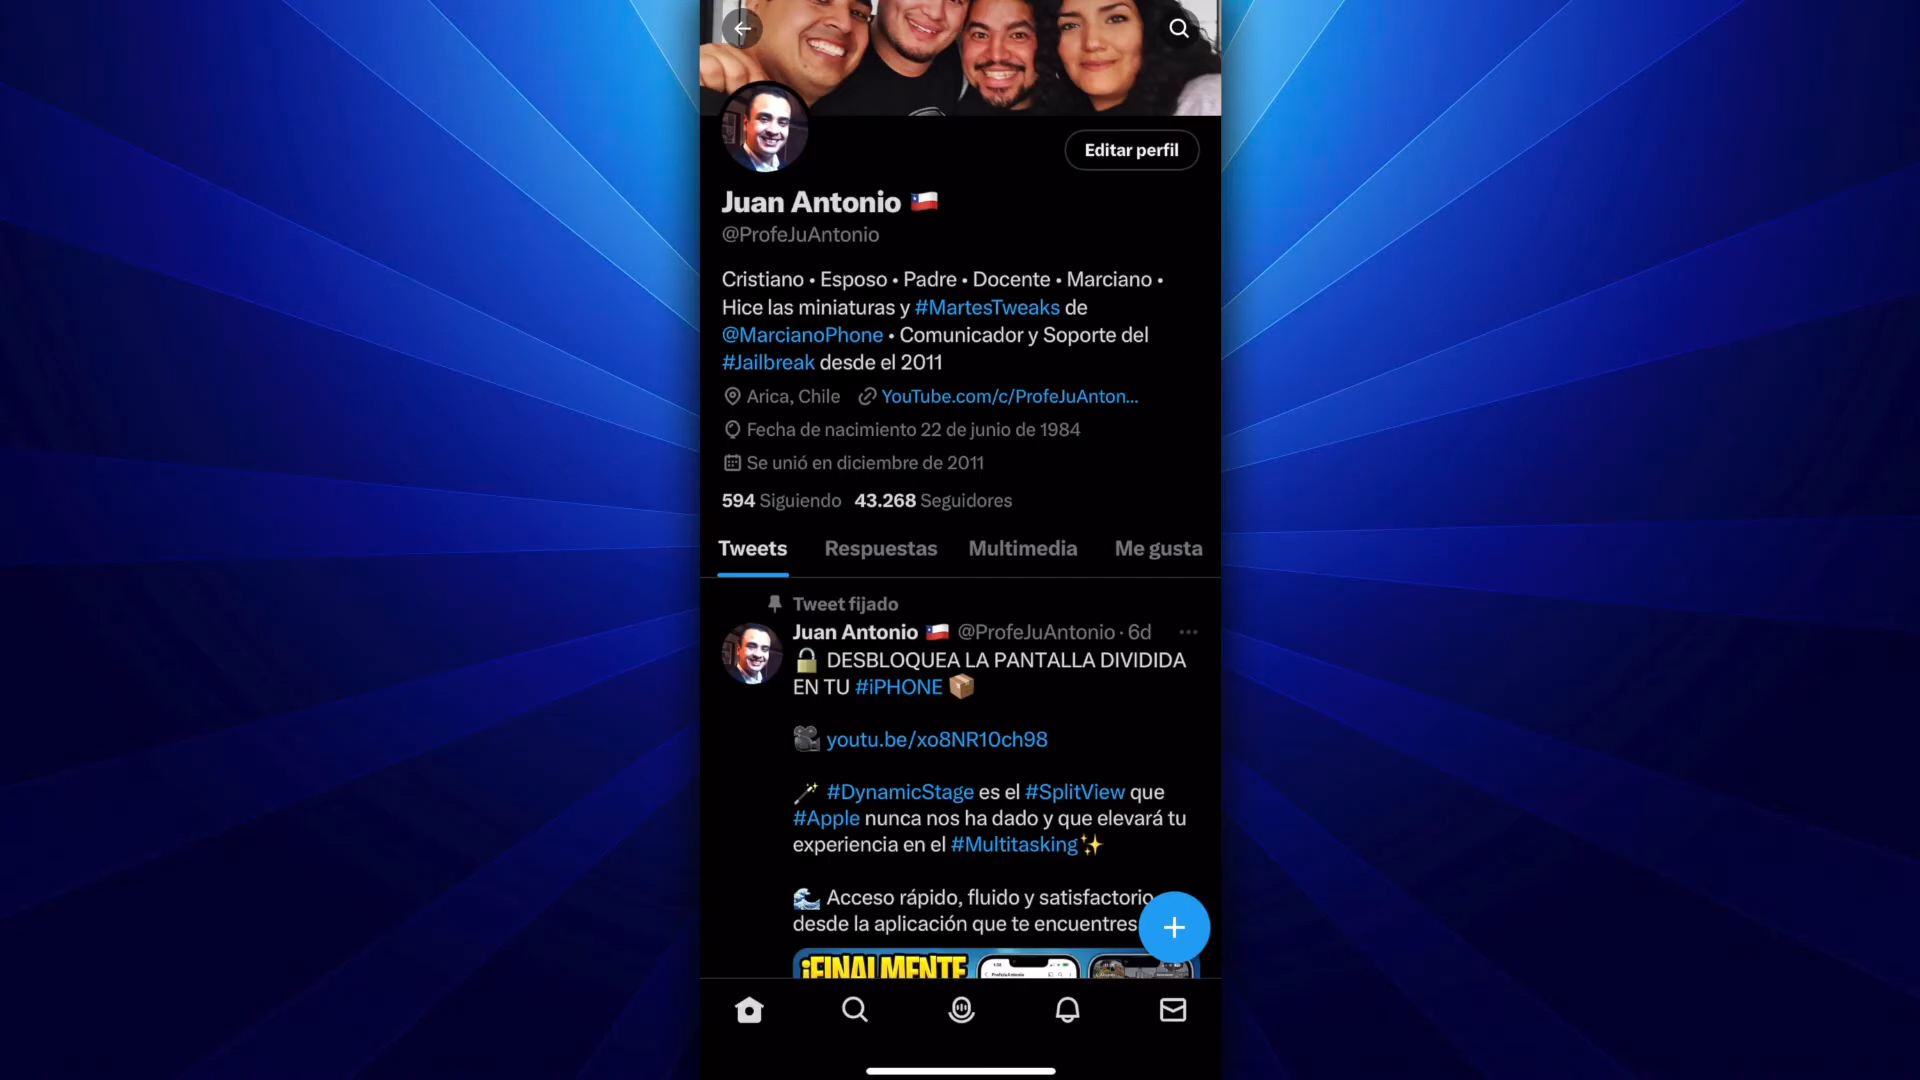 Editar perfil
Juan Antonio 🇨🇱
@ProfeJuAntonio
Cristiano • Esposo • Padre • Docente • Marciano •
Hice las miniaturas y #MartesTweaks de
@MarcianoPhone • Comunicador y Soporte del
#Jailbreak desde el 2011
Arica, Chile YouTube.com/c/ProfeJuAnton...
Fecha de nacimiento 22 de junio de 1984
Se unió en diciembre de 2011
594 Siguiendo 43.268 Seguidores
Tweets Respuestas Multimedia Me gusta
Tweet fijado
Juan Antonio 🇨🇱 @ProfeJuAntonio · 6d
🔓 DESBLOQUEA LA PANTALLA DIVIDIDA
EN TU #iPHONE 📦
🎥 youtu.be/xo8NR10ch98
🪄 #DynamicStage es el #SplitView que
#Apple nunca nos ha dado y que elevará tu
experiencia en el #Multitasking✨
🌊 Acceso rápido, fluido y satisfactorio
desde la aplicación que te encuentres
¡FINALMENTE